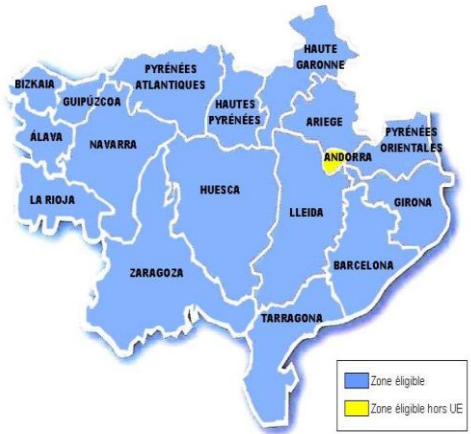 HAUTE
GARONNE
PYRÉNÉES
ATLANTIQUES
BIZKAIA
GUIPÚZCOA
HAUTES
PYRÉNÉES
ARIEGE
PYRÉNÉES
ORIENTALES
ÁLAVA
NAVARRA
ANDORRA
LA RIOJA
HUESCA
LLEIDA
GIRONA
ZARAGOZA
BARCELONA
TARRAGONA
Zone éligible
Zone éligible hors UE